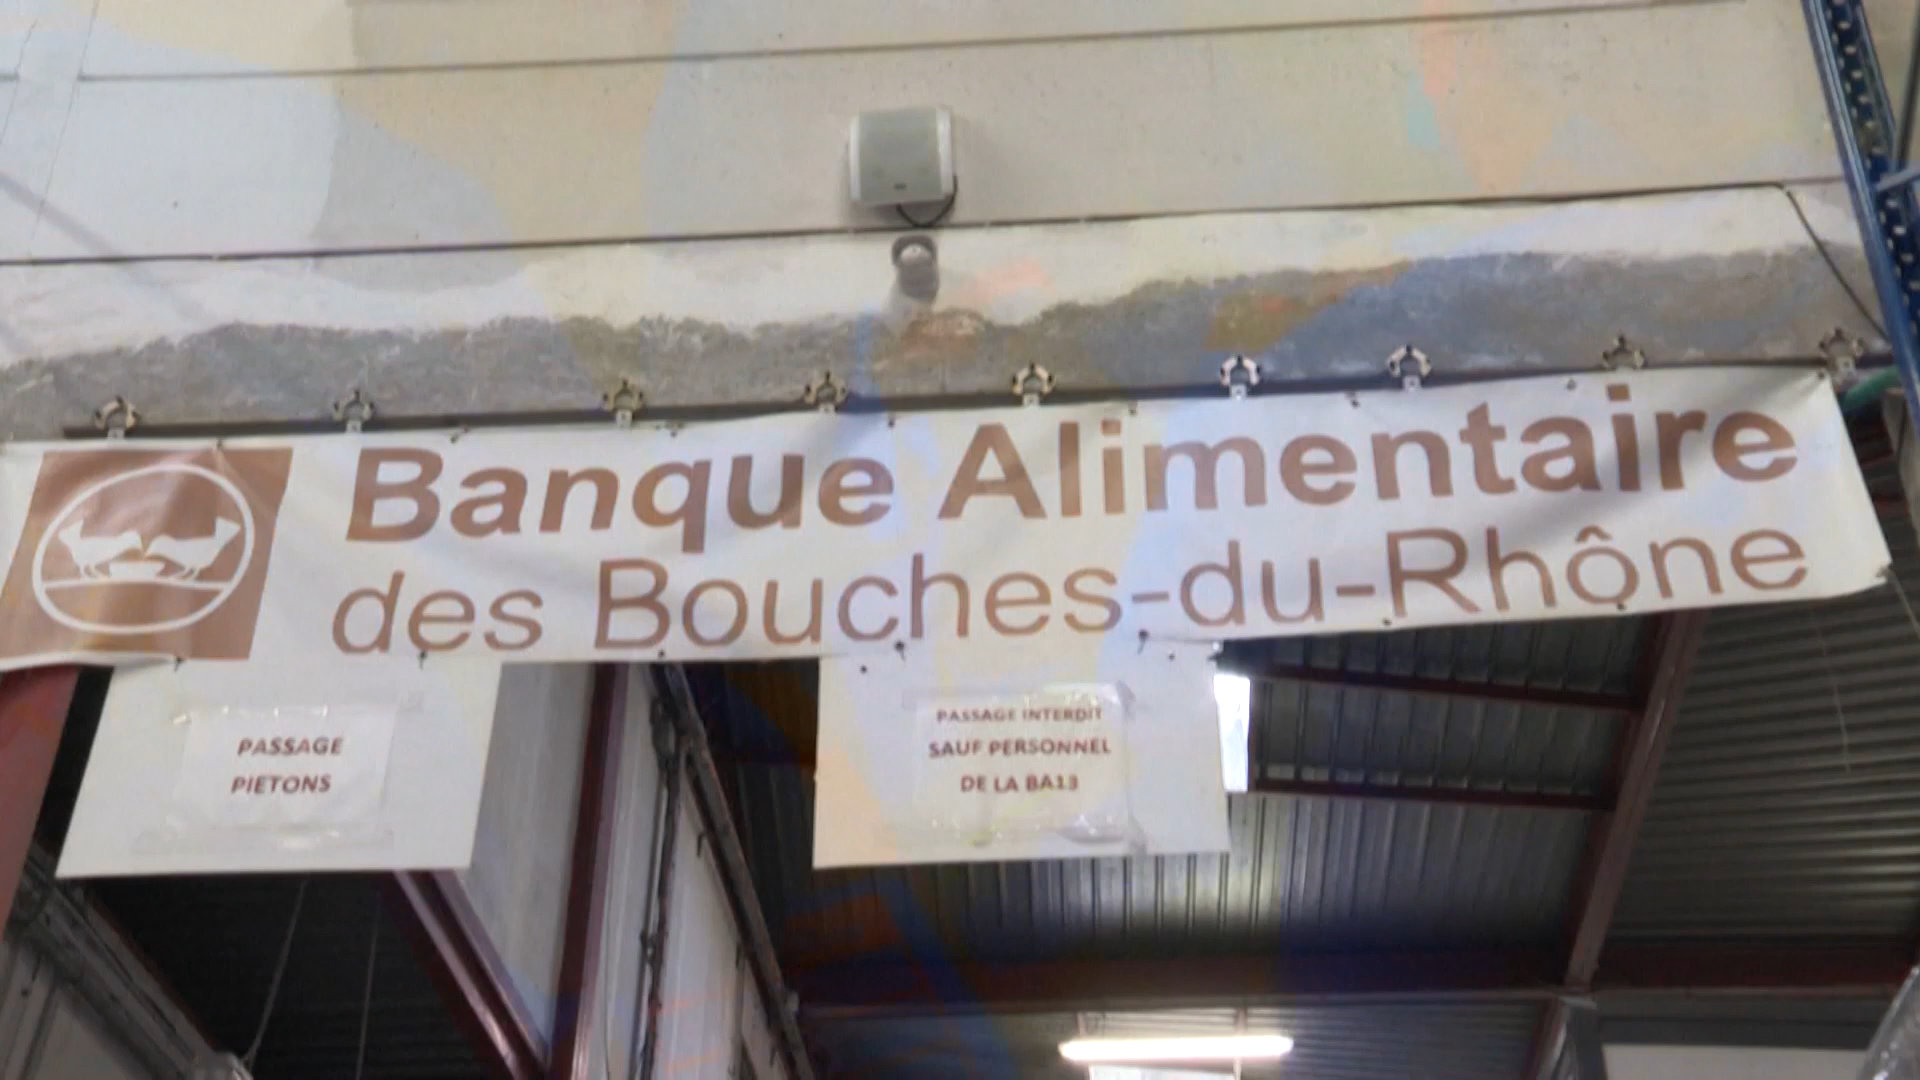 Banque Alimentaire
des Bouches-du-Rhône
PASSAGE
PIETONS
PASSAGE INTERDIT
SAUF PERSONNEL
DE LA BA13